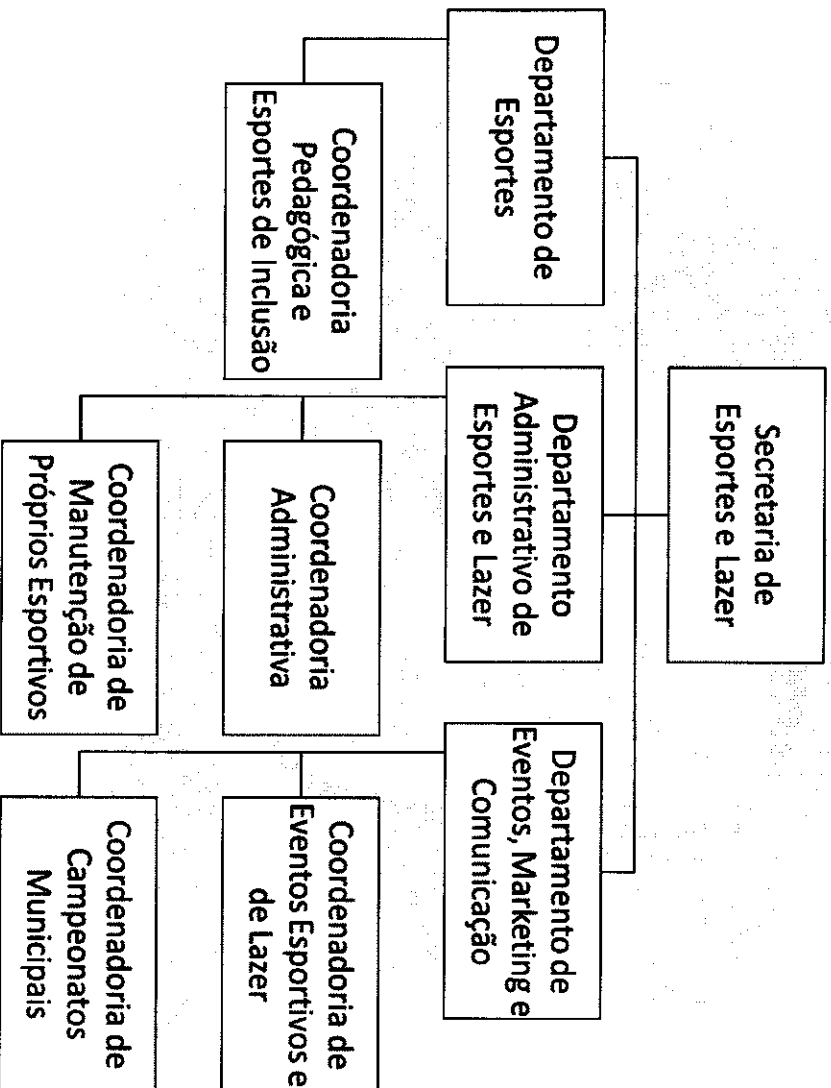 Secretaria de
Esportes e Lazer
Departamento de
Esportes
Departamento
Administrativo de
Esportes e Lazer
Departamento de
Eventos, Marketing e
Comunicação
Coordenadoria
Pedagógica e
Esportes de Inclusão
Coordenadoria
Administrativa
Coordenadoria de
Eventos Esportivos e
de Lazer
Coordenadoria de
Manutenção de
Próprios Esportivos
Coordenadoria de
Campeonatos
Municipais